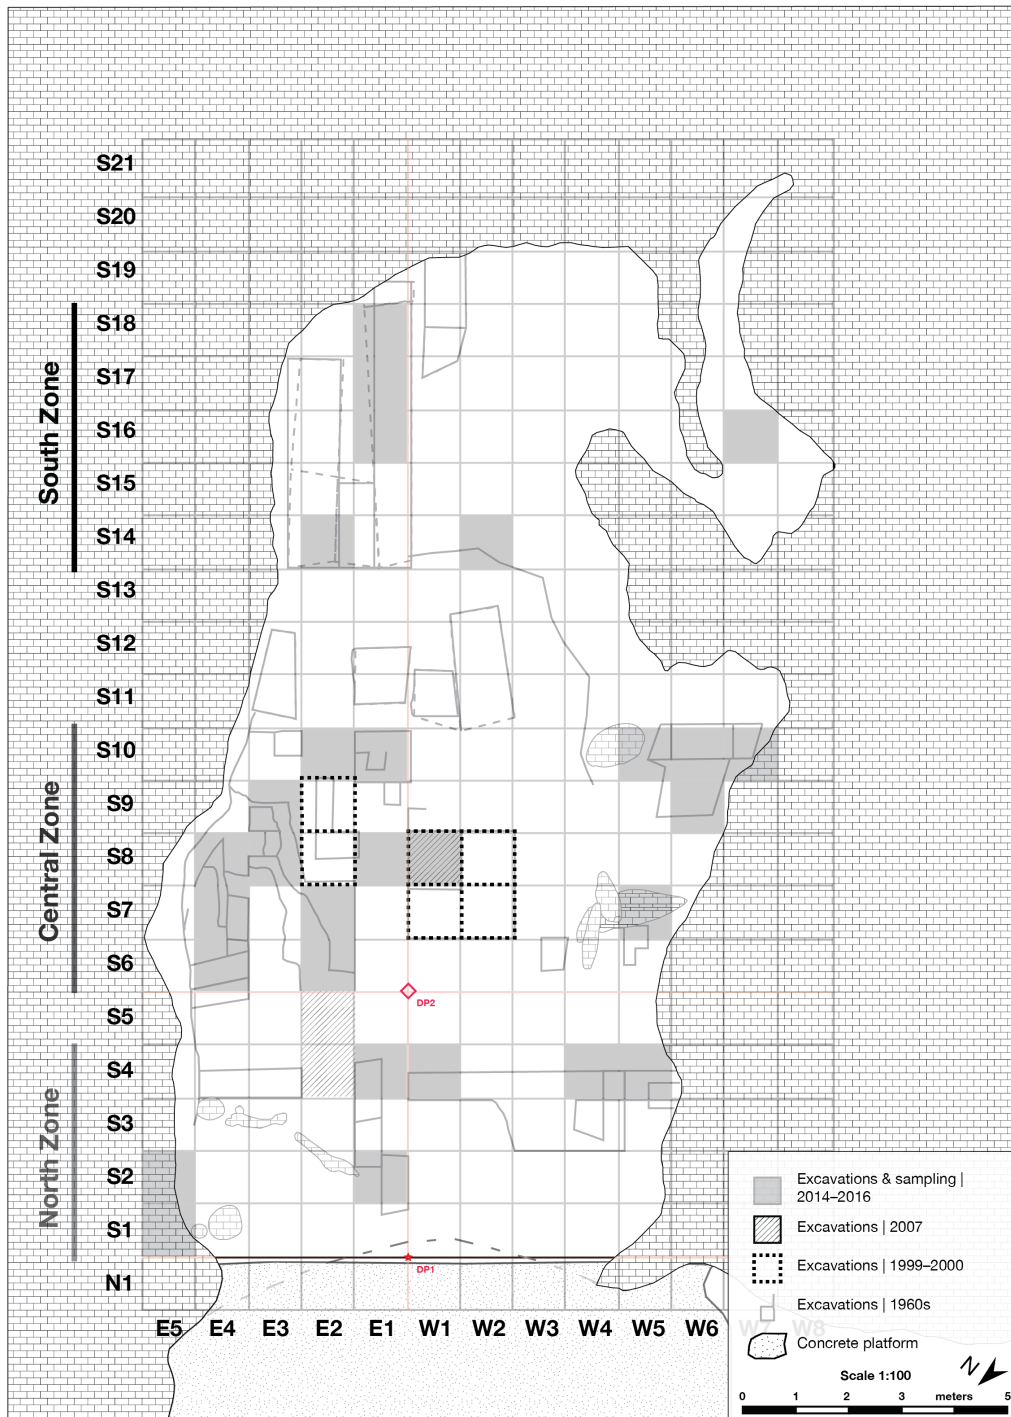 S21
S20
S19
S18
S17
S16
S15
S14
S13
S12
S11
S10
S9
S8
S7
S6
S5
S4
S3
S2
S1
N1
South Zone
Central Zone
North Zone
DP2
DP1
E5 E4 E3 E2 E1 W1 W2 W3 W4 W5 W6 W7 W8
Excavations & sampling |
2014–2016
Excavations | 2007
Excavations | 1999–2000
Excavations | 1960s
Concrete platform
Scale 1:100
N
0 1 2 3 meters 5